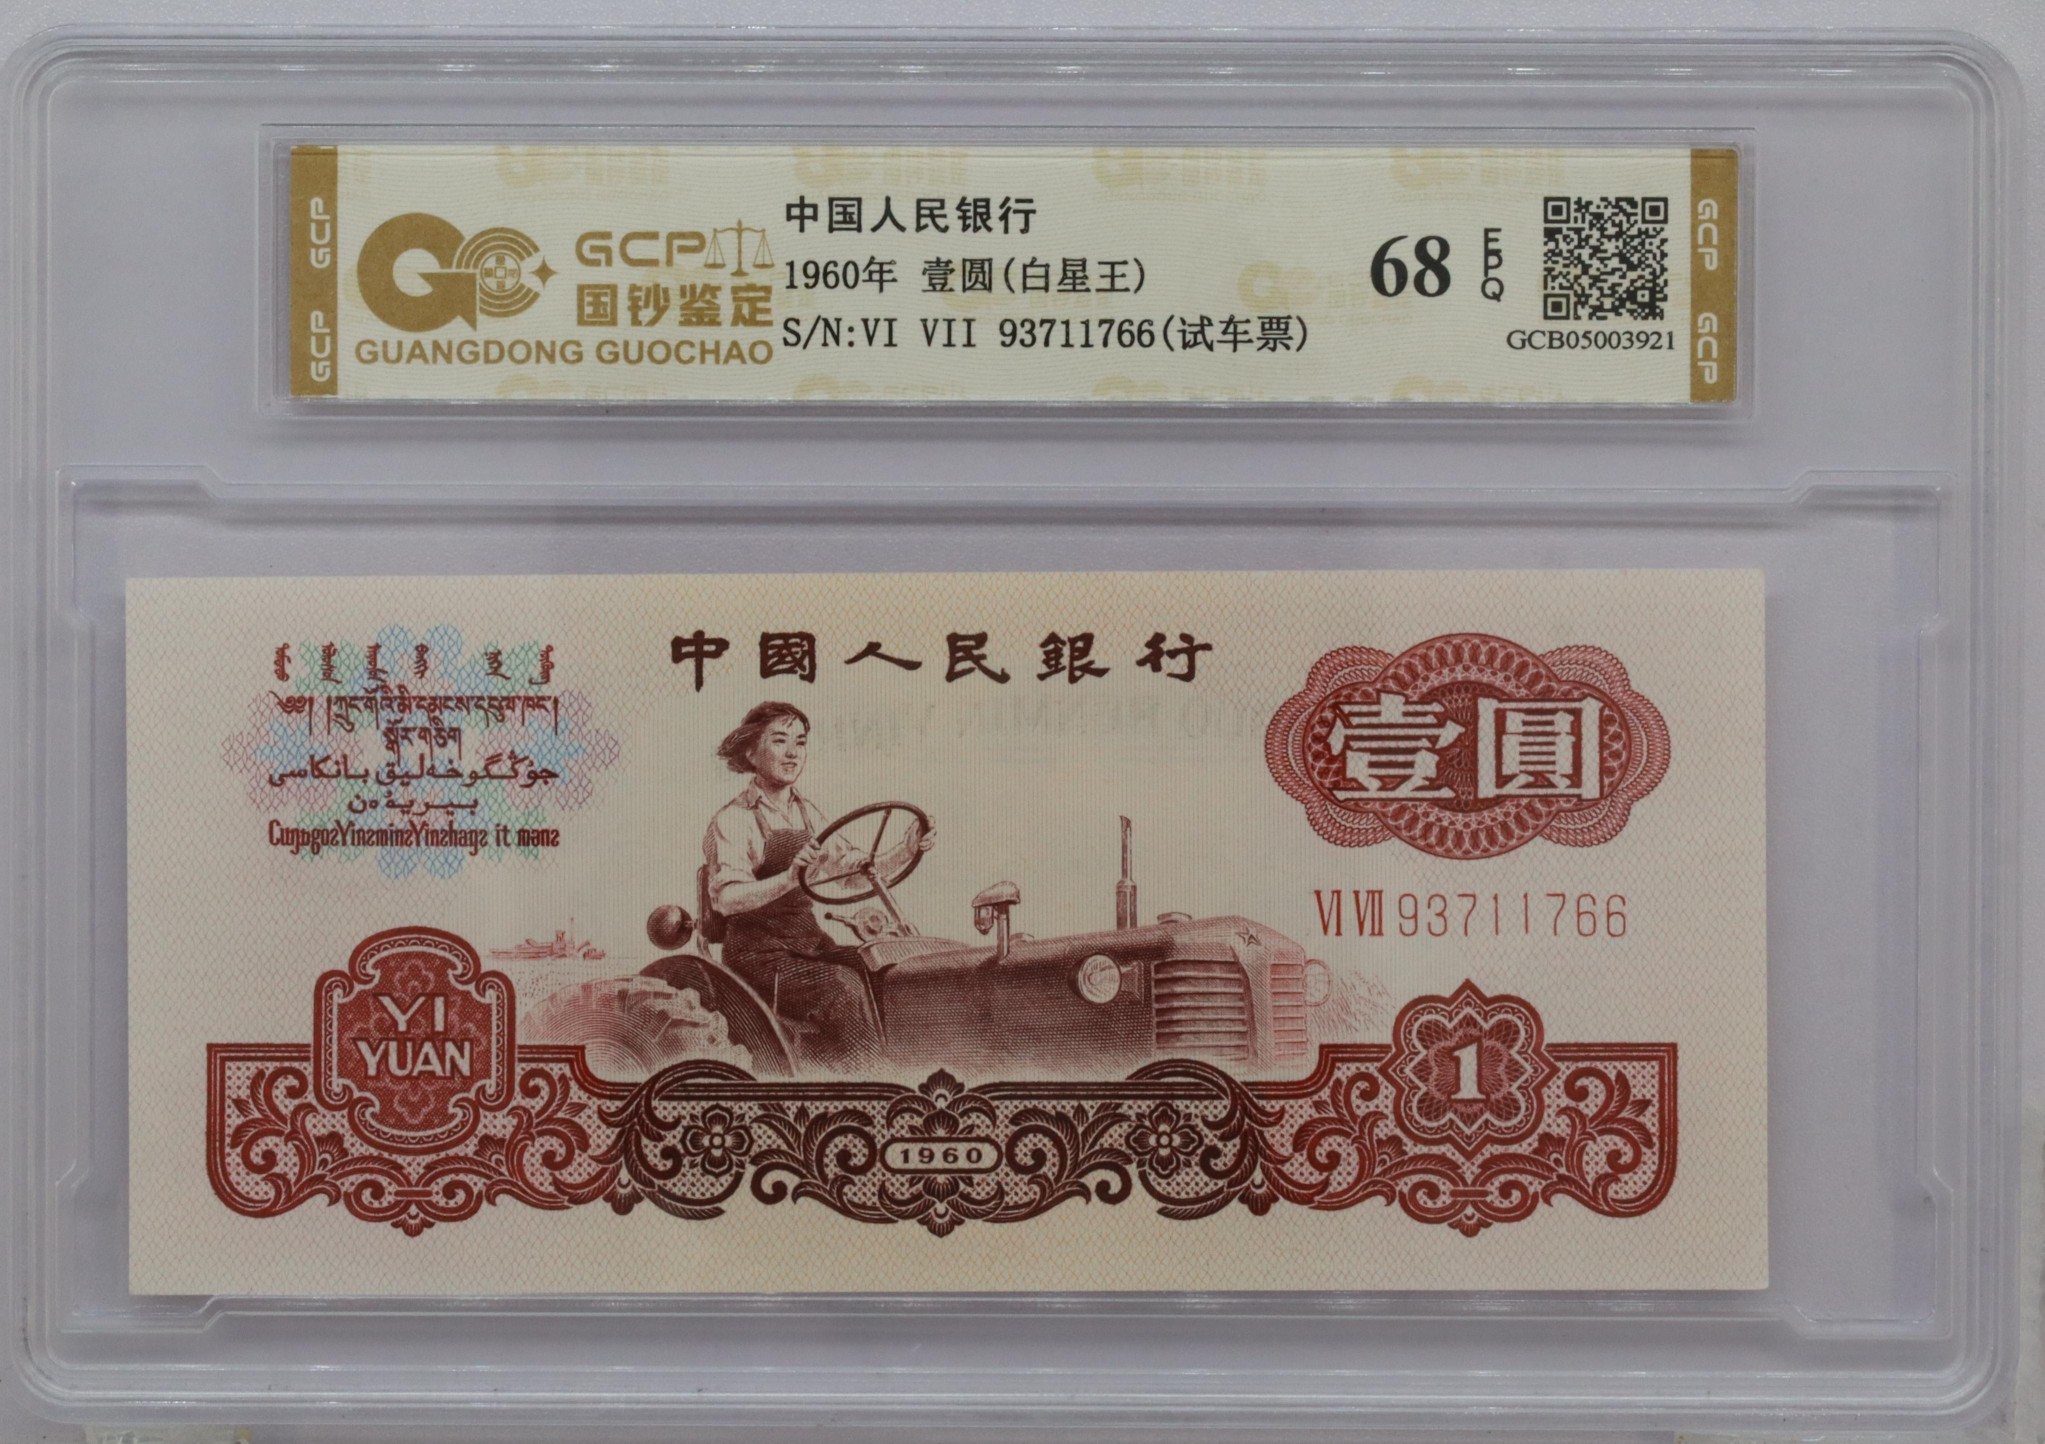 GCP
GCP
GCP
国钞鉴定
GUANGDONG GUOCHAO
中国人民银行
1960年 壹圆(白星王)
S/N:VI VII 93711766(试车票)
68 EPQ
GCB05003921
GCP
GCP
中國人民銀行
壹圓
VI VII 93711766
YI
YUAN
1960
1